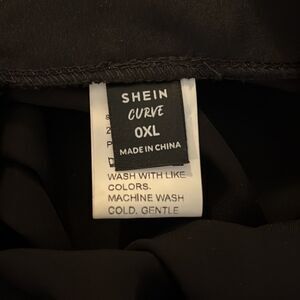 SHEIN
CURVE
0XL
MADE IN CHINA
WASH WITH LIKE
COLORS.
MACHINE WASH
COLD, GENTLE